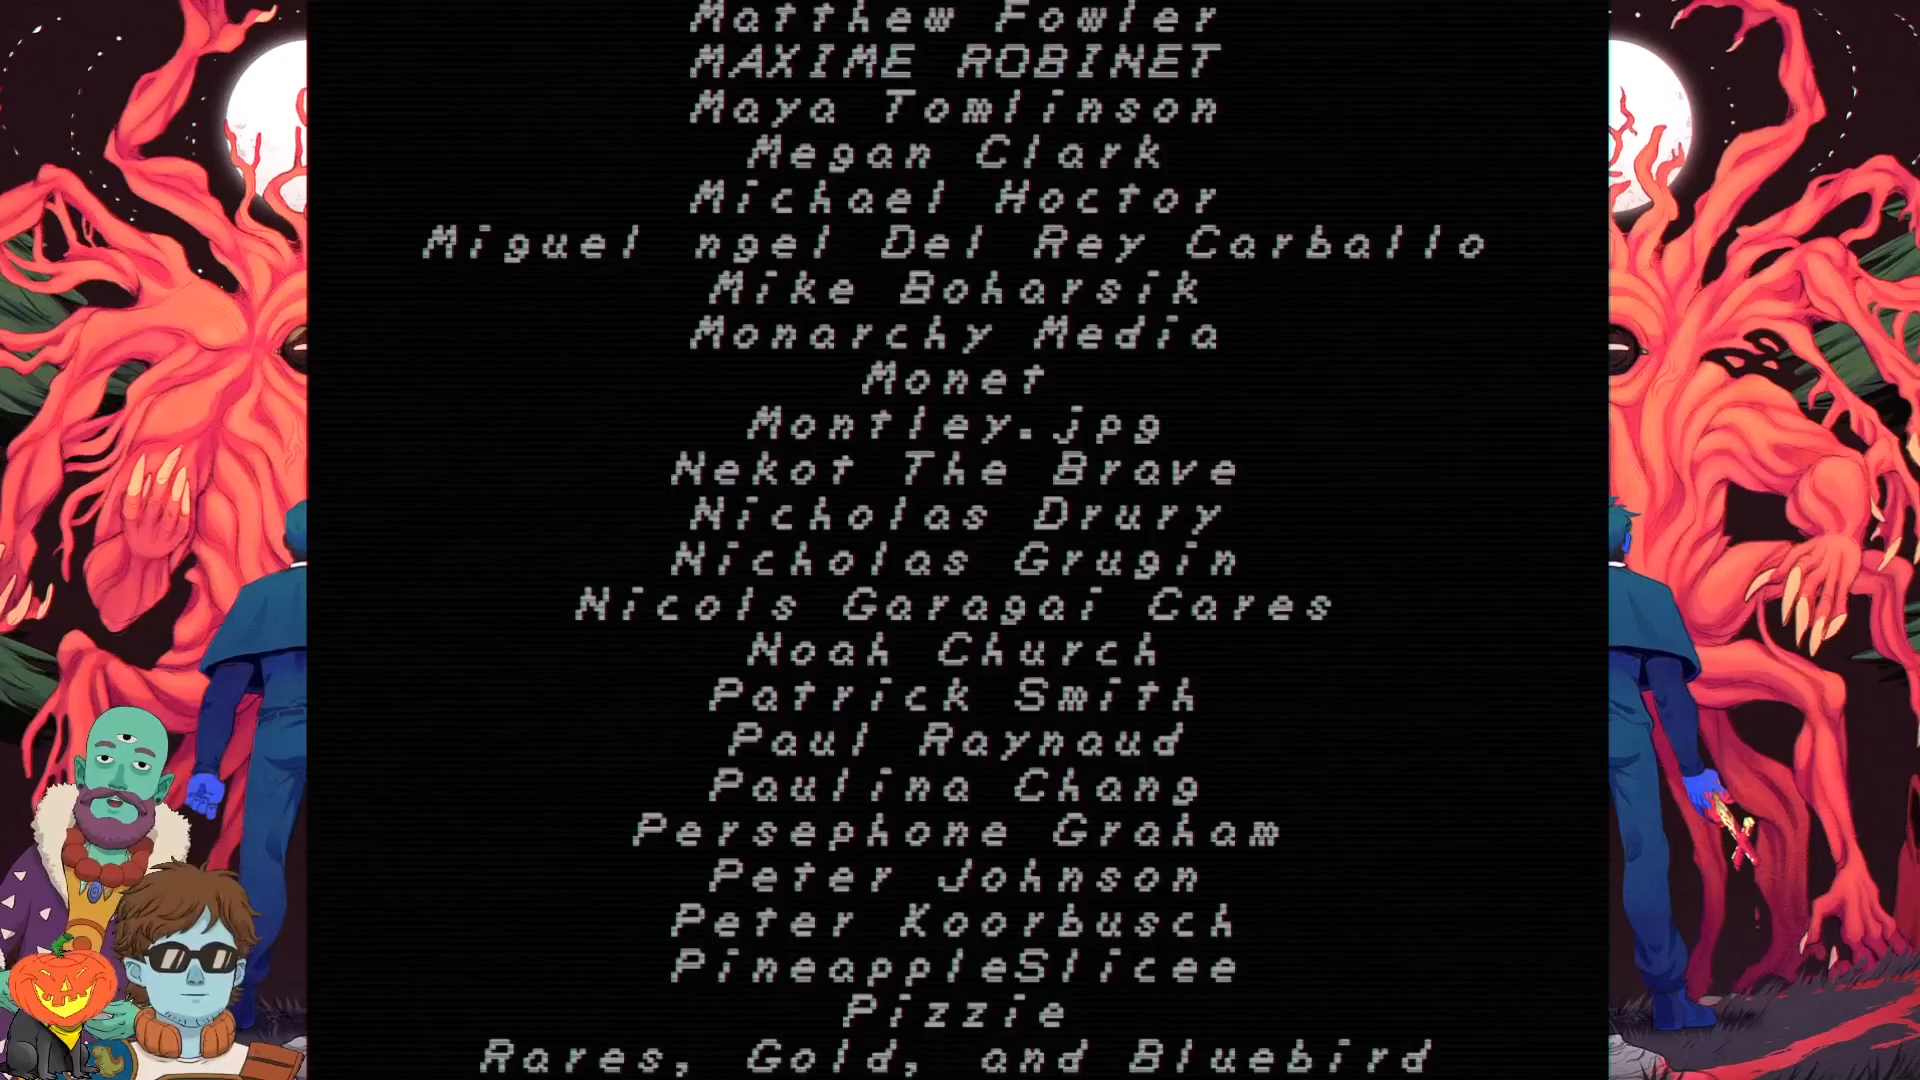 Matthew Fowler
MAXIME ROBINET
Maya Tomlinson
Megan Clark
Michael Hoctor
Miguel ngel Del Rey Carballo
Mike Boharsik
Monarchy Media
Monet
Montley.jpg
Nekot The Brave
Nicholas Drury
Nicholas Grugin
Nicols Garagai Cares
Noah Church
Patrick Smith
Paul Raynaud
Paulina Chang
Persephone Graham
Peter Johnson
Peter Koorbusch
PineappleSlicee
Pizzie
Rares, Gold, and Bluebird